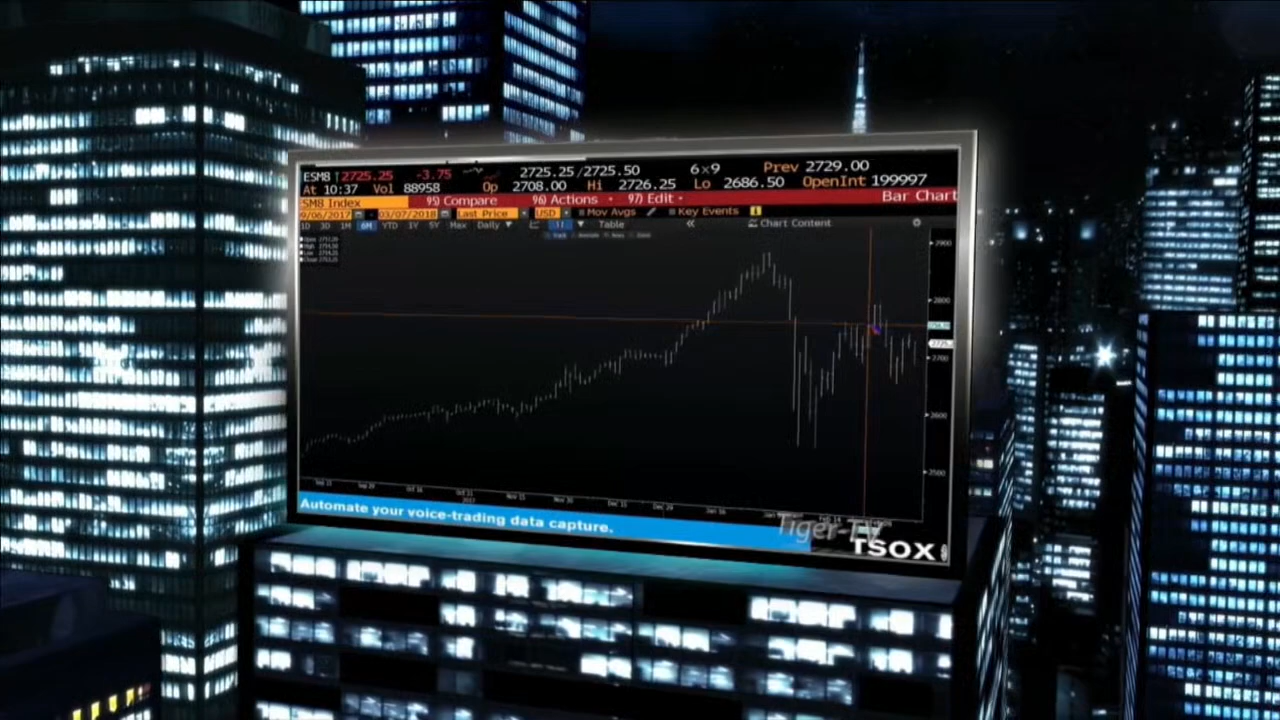 ESM8 ↑2725.25 -3.75 2725.25/2725.50 6×9 Prev 2729.00
At 10:37 Vol 88958 Op 2708.00 Hi 2726.25 Lo 2686.50 OpenInt 199997
SM8 Index 95) Compare 96) Actions 97) Edit Bar Chart
9/06/2017 - 03/07/2018 Last Price USD Mov Avgs Key Events
1D 3D 1M 6M YTD 1Y 5Y Max Daily Table « Chart Content
2900
2800
2700
2600
2500
Automate your voice-trading data capture.
Tiger-TV
TSOX